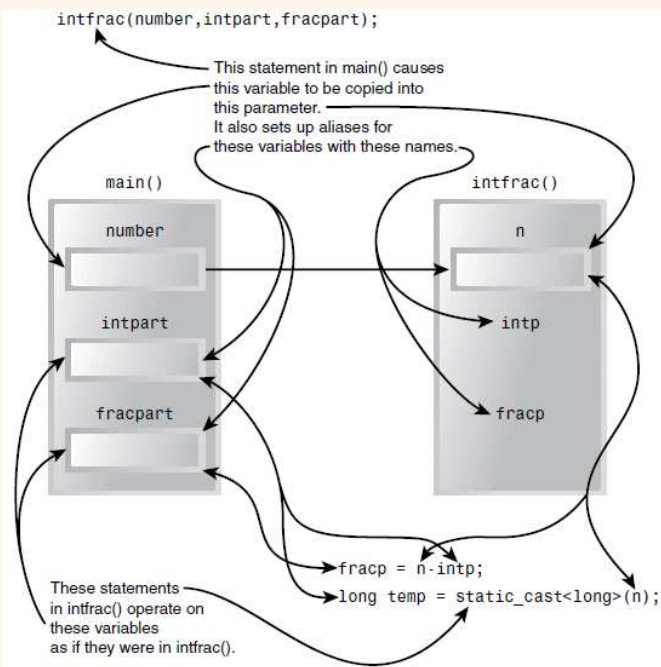 intfrac(number,intpart,fracpart);
This statement in main() causes
this variable to be copied into
this parameter.
It also sets up aliases for
these variables with these names.
main()
intfrac()
number
n
intpart
intp
fracpart
fracp
fracp = n-intp;
long temp = static_cast<long>(n);
These statements
in intfrac() operate on
these variables
as if they were in intfrac().